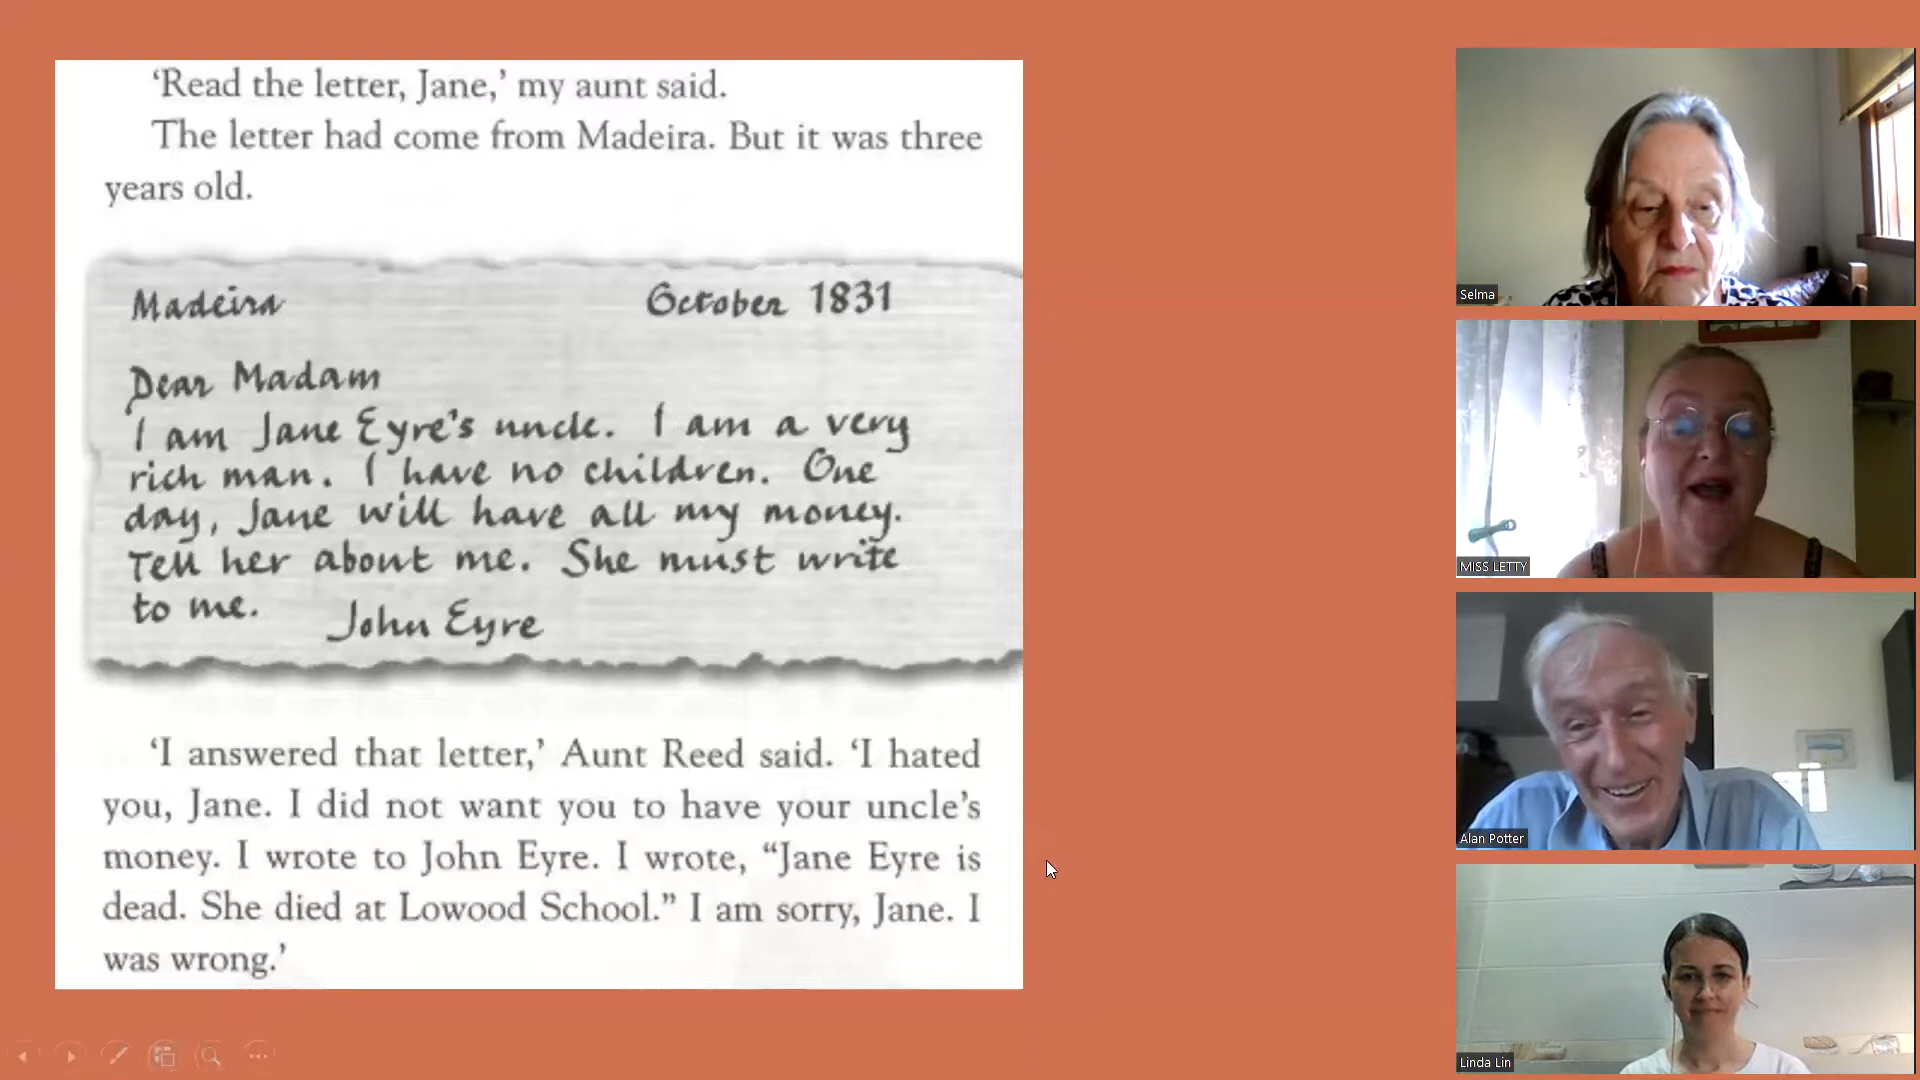 ‘Read the letter, Jane,’ my aunt said.
The letter had come from Madeira. But it was three
years old.
Madeira October 1831
Dear Madam
I am Jane Eyre's uncle. I am a very
rich man. I have no children. One
day, Jane will have all my money.
Tell her about me. She must write
to me. John Eyre
‘I answered that letter,’ Aunt Reed said. ‘I hated
you, Jane. I did not want you to have your uncle’s
money. I wrote to John Eyre. I wrote, “Jane Eyre is
dead. She died at Lowood School.” I am sorry, Jane. I
was wrong.’
Selma
MISS LETTY
Alan Potter
Linda Lin